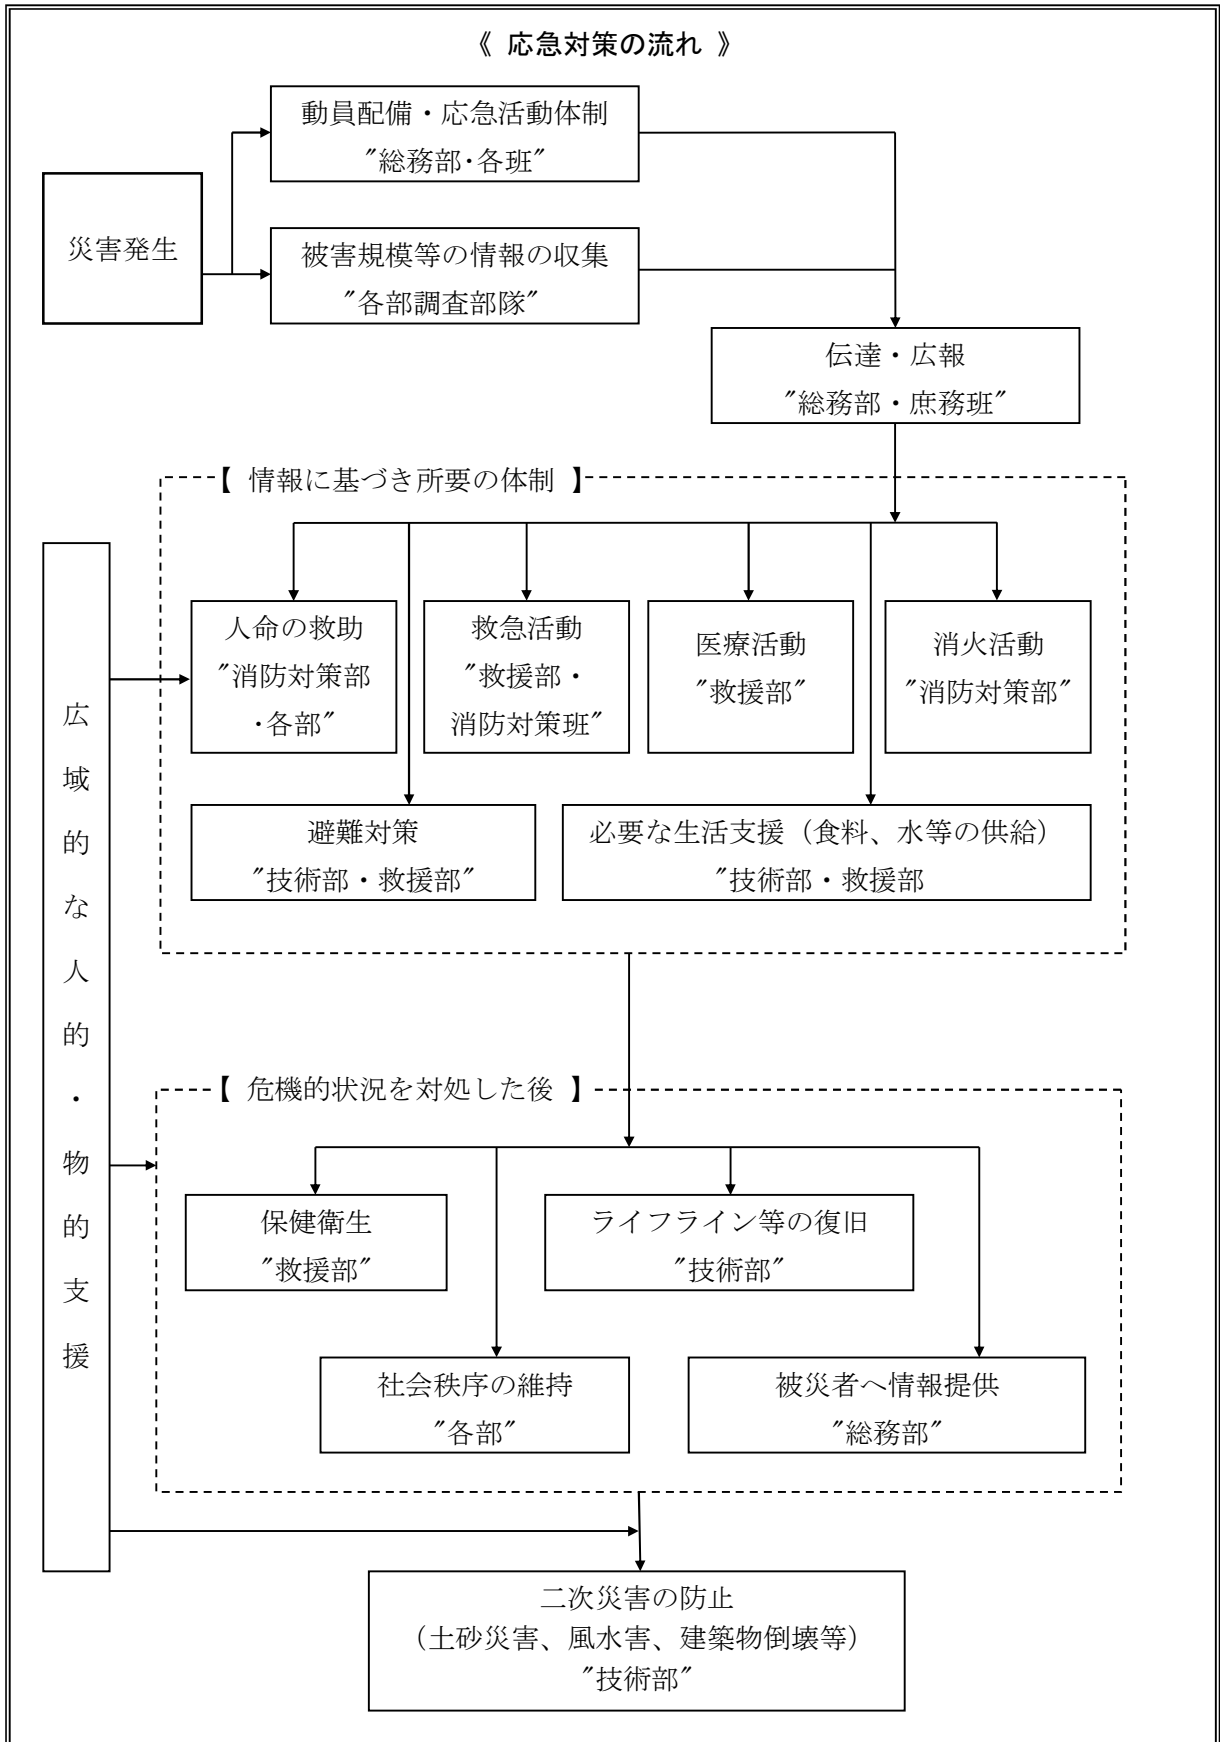 《 応急対策の流れ 》
動員配備・応急活動体制
"総務部・各班"
災害発生
被害規模等の情報の収集
"各部調査部隊"
伝達・広報
"総務部・庶務班"
【 情報に基づき所要の体制 】
人命の救助
"消防対策部
・各部"
救急活動
"救援部・
消防対策班"
医療活動
"救援部"
消火活動
"消防対策部"
避難対策
"技術部・救援部"
必要な生活支援（食料、水等の供給）
"技術部・救援部
広域的な人的・物的支援
【 危機的状況を対処した後 】
保健衛生
"救援部"
ライフライン等の復旧
"技術部"
社会秩序の維持
"各部"
被災者へ情報提供
"総務部"
二次災害の防止
（土砂災害、風水害、建築物倒壊等）
"技術部"